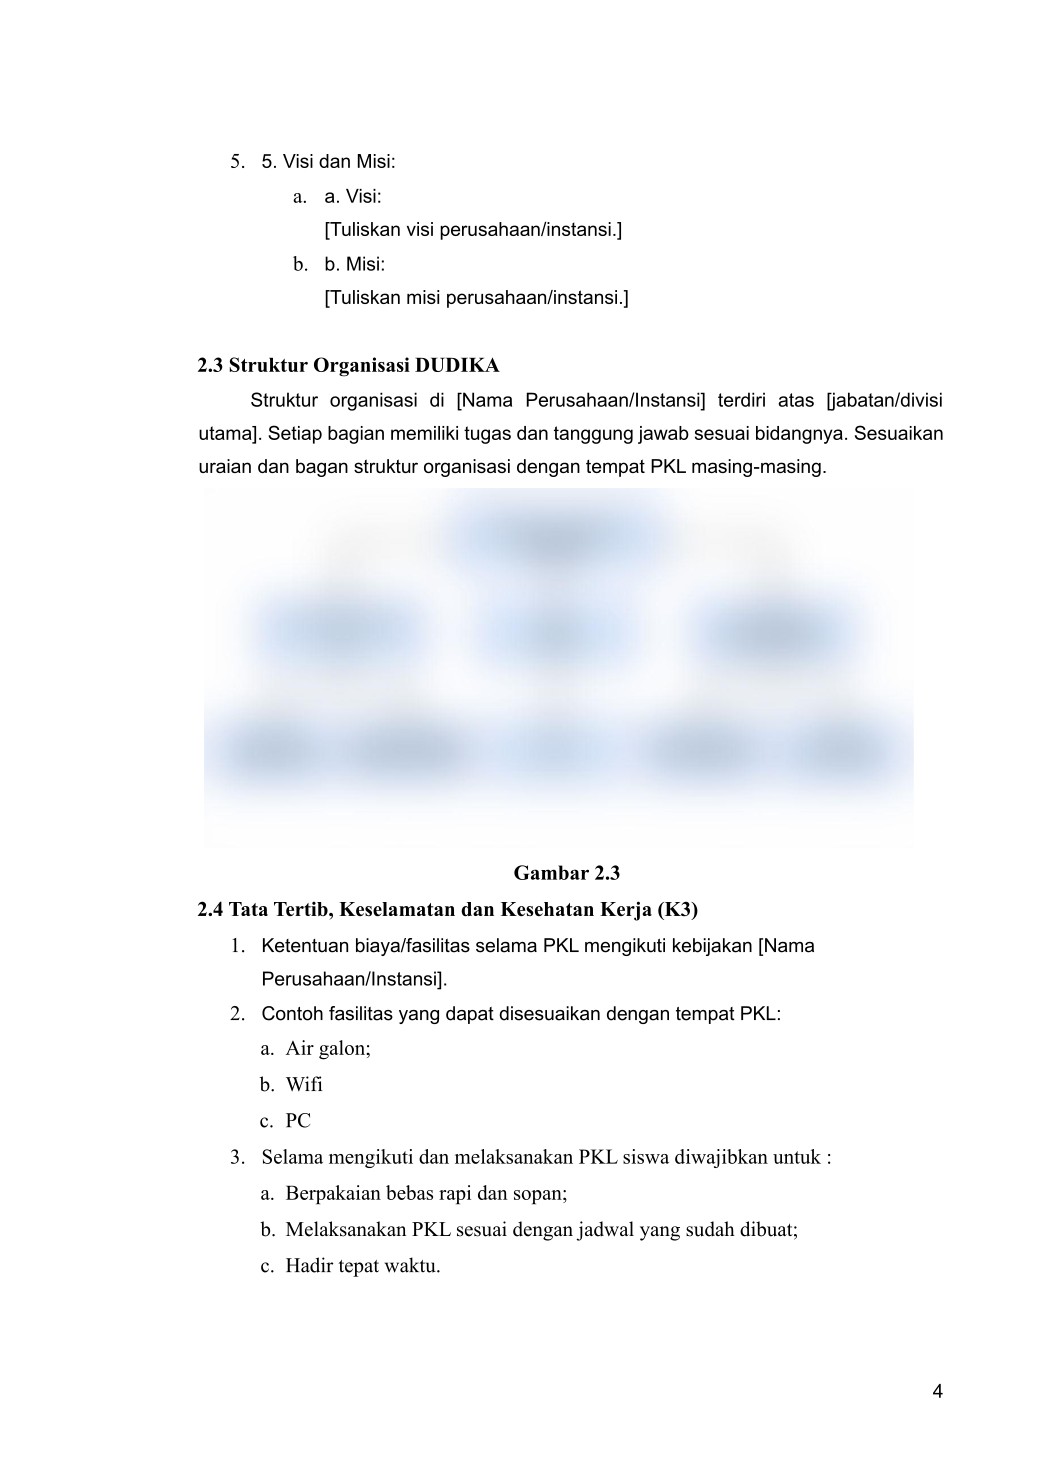 5. 5. Visi dan Misi:
a. a. Visi:
[Tuliskan visi perusahaan/instansi.]
b. b. Misi:
[Tuliskan misi perusahaan/instansi.]
2.3 Struktur Organisasi DUDIKA
Struktur organisasi di [Nama Perusahaan/Instansi] terdiri atas [jabatan/divisi
utama]. Setiap bagian memiliki tugas dan tanggung jawab sesuai bidangnya. Sesuaikan
uraian dan bagan struktur organisasi dengan tempat PKL masing-masing.
Gambar 2.3
2.4 Tata Tertib, Keselamatan dan Kesehatan Kerja (K3)
1. Ketentuan biaya/fasilitas selama PKL mengikuti kebijakan [Nama
Perusahaan/Instansi].
2. Contoh fasilitas yang dapat disesuaikan dengan tempat PKL:
a. Air galon;
b. Wifi
c. PC
3. Selama mengikuti dan melaksanakan PKL siswa diwajibkan untuk :
a. Berpakaian bebas rapi dan sopan;
b. Melaksanakan PKL sesuai dengan jadwal yang sudah dibuat;
c. Hadir tepat waktu.
4